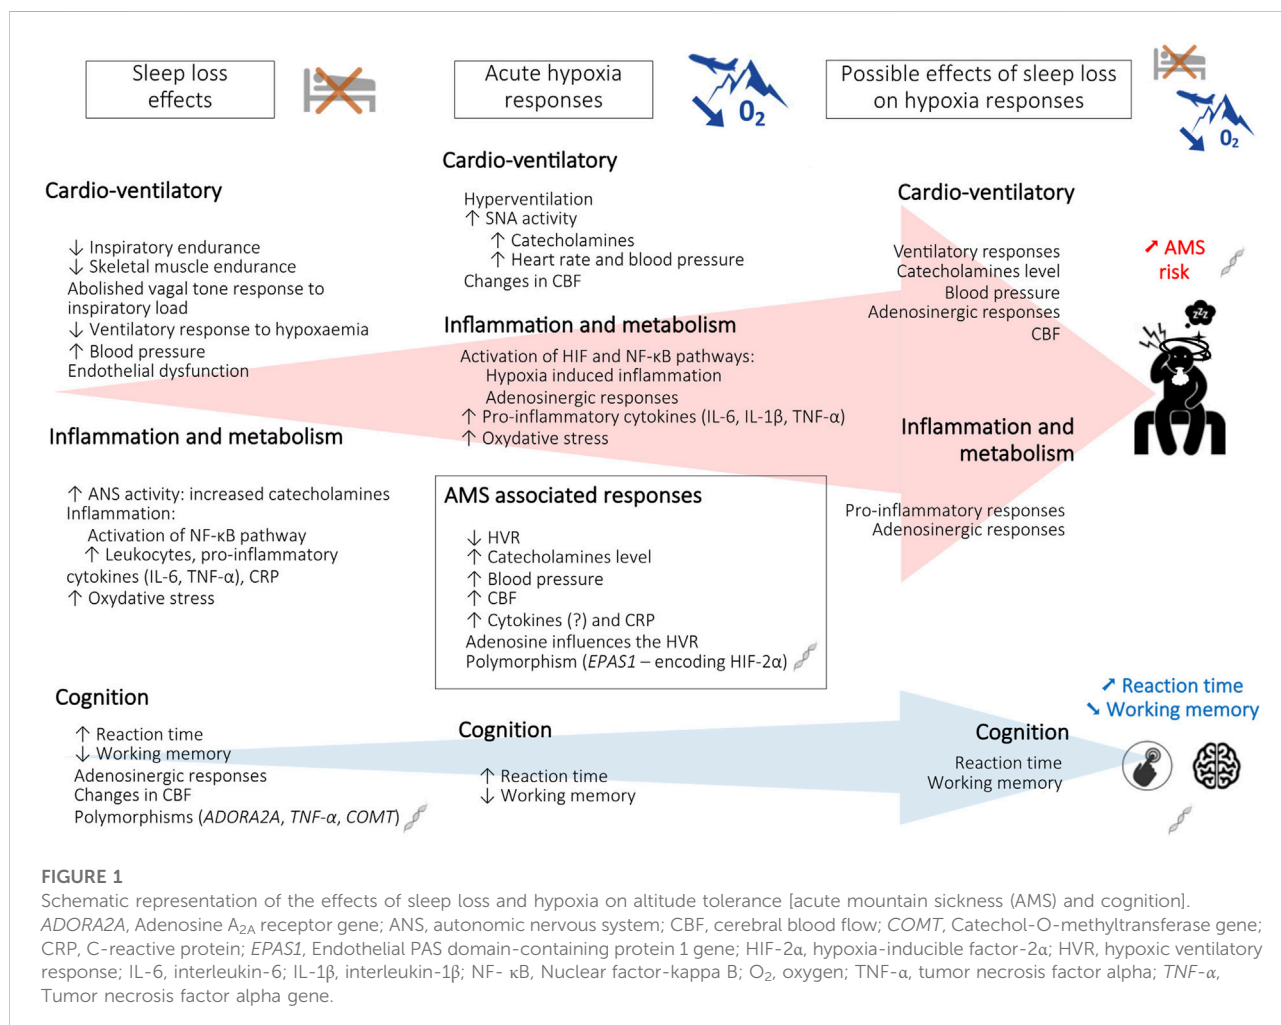 Sleep loss
effects
Acute hypoxia
responses
O₂
Possible effects of sleep loss
on hypoxia responses
O₂
Cardio-ventilatory
↓ Inspiratory endurance
↓ Skeletal muscle endurance
Abolished vagal tone response to
inspiratory load
↓ Ventilatory response to hypoxaemia
↑ Blood pressure
Endothelial dysfunction
Inflammation and metabolism
↑ ANS activity: increased catecholamines
Inflammation:
Activation of NF-κB pathway
↑ Leukocytes, pro-inflammatory
cytokines (IL-6, TNF-α), CRP
↑ Oxydative stress
Cognition
↑ Reaction time
↓ Working memory
Adenosinergic responses
Changes in CBF
Polymorphisms (ADORA2A, TNF-α, COMT)
Cardio-ventilatory
Hyperventilation
↑ SNA activity
↑ Catecholamines
↑ Heart rate and blood pressure
Changes in CBF
Inflammation and metabolism
Activation of HIF and NF-κB pathways:
Hypoxia induced inflammation
Adenosinergic responses
↑ Pro-inflammatory cytokines (IL-6, IL-1β, TNF-α)
↑ Oxydative stress
AMS associated responses
↓ HVR
↑ Catecholamines level
↑ Blood pressure
↑ CBF
↑ Cytokines (?) and CRP
Adenosine influences the HVR
Polymorphism (EPAS1 – encoding HIF-2α)
Cognition
↑ Reaction time
↓ Working memory
Cardio-ventilatory
Ventilatory responses
Catecholamines level
Blood pressure
Adenosinergic responses
CBF
↗ AMS
risk
zZZ
Inflammation and
metabolism
Pro-inflammatory responses
Adenosinergic responses
↗ Reaction time
↘ Working memory
Cognition
Reaction time
Working memory
FIGURE 1
Schematic representation of the effects of sleep loss and hypoxia on altitude tolerance [acute mountain sickness (AMS) and cognition].
ADORA2A, Adenosine A₂A receptor gene; ANS, autonomic nervous system; CBF, cerebral blood flow; COMT, Catechol-O-methyltransferase gene;
CRP, C-reactive protein; EPAS1, Endothelial PAS domain-containing protein 1 gene; HIF-2α, hypoxia-inducible factor-2α; HVR, hypoxic ventilatory
response; IL-6, interleukin-6; IL-1β, interleukin-1β; NF- κB, Nuclear factor-kappa B; O₂, oxygen; TNF-α, tumor necrosis factor alpha; TNF-α,
Tumor necrosis factor alpha gene.